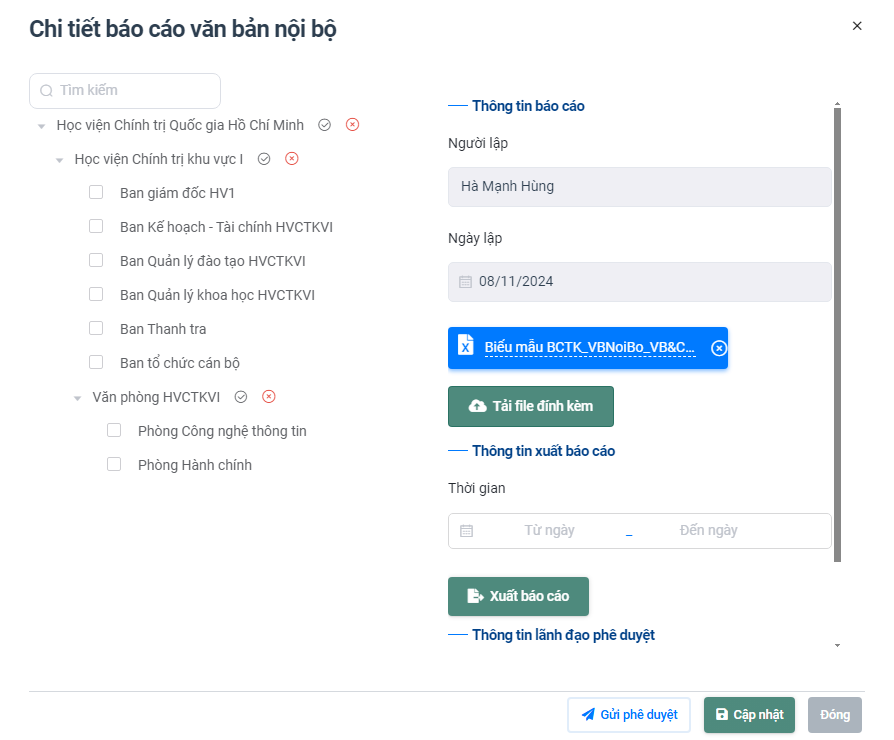 Chi tiết báo cáo văn bản nội bộ
Tìm kiếm
Học viện Chính trị Quốc gia Hồ Chí Minh
Học viện Chính trị khu vực I
Ban giám đốc HV1
Ban Kế hoạch - Tài chính HVCTKVI
Ban Quản lý đào tạo HVCTKVI
Ban Quản lý khoa học HVCTKVI
Ban Thanh tra
Ban tổ chức cán bộ
Văn phòng HVCTKVI
Phòng Công nghệ thông tin
Phòng Hành chính
Thông tin báo cáo
Người lập
Hà Mạnh Hùng
Ngày lập
08/11/2024
Biểu mẫu BCTK_VBNoiBo_VB&C...
Tải file đính kèm
Thông tin xuất báo cáo
Thời gian
Từ ngày _ Đến ngày
Xuất báo cáo
Thông tin lãnh đạo phê duyệt
Gửi phê duyệt
Cập nhật
Đóng